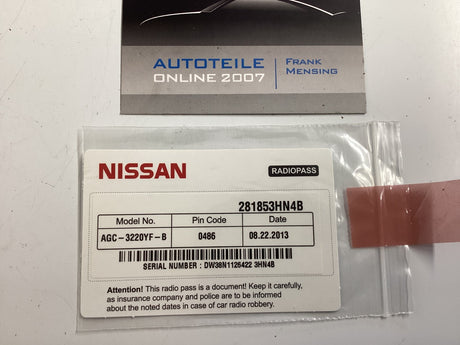 AUTOTEILE
ONLINE 2007
FRANK
MENSING
NISSAN
RADIOPASS
281853HN4B
Model No. Pin Code Date
AGC-3220YF-B 0486 08.22.2013
SERIAL NUMBER : DW38N1126422 3HN4B
Attention! This radio pass is a document! Keep it carefully,
as insurance company and police are to be informed
about the noted dates in case of car radio robbery.